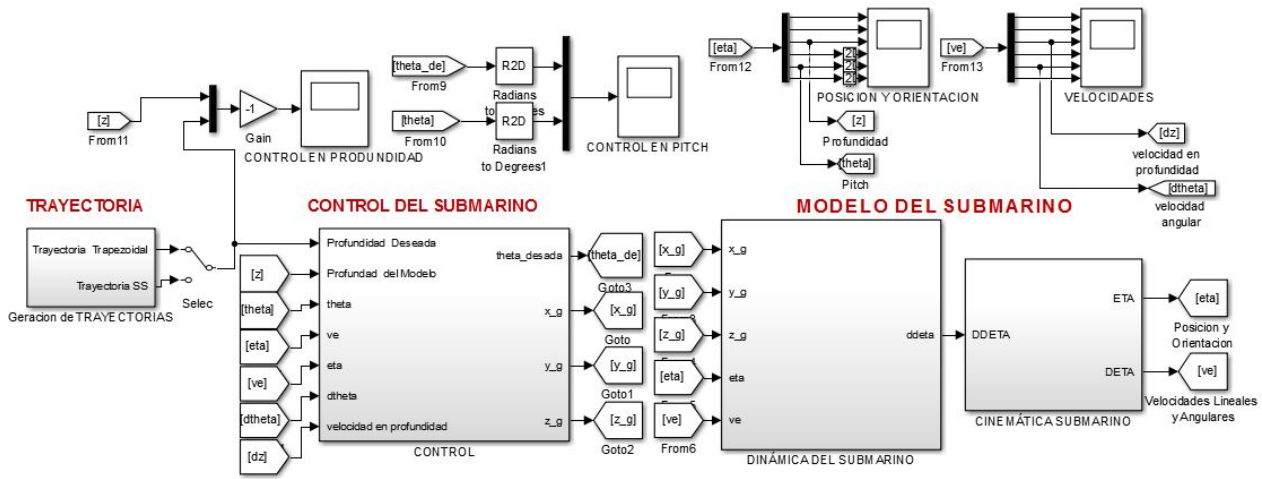 [z]
From11
-1
Gain
CONTROL EN PRODUNDIDAD
[theta_de]
From9
R2D
Radians
[theta]
From10
R2D
Radians
to Degrees1
CONTROL EN PITCH
[eta]
From12
POSICION Y ORIENTACION
[z]
Profundidad
[theta]
Pitch
[ve]
From13
VELOCIDADES
[dz]
velocidad en
profundidad
[dtheta]
velocidad
angular
TRAYECTORIA
Trayectoria Trapezoidal
Trayectoria SS
Geracion de TRAYECTORIAS
Selec
CONTROL DEL SUBMARINO
[z]
[theta]
[eta]
[ve]
[dtheta]
[dz]
Profundidad Deseada
Profundad del Modelo
theta
ve
eta
dtheta
velocidad en profundidad
theta_desada
x_g
y_g
z_g
CONTROL
[theta_de]
Goto3
[x_g]
Goto
[y_g]
Goto1
[z_g]
Goto2
MODELO DEL SUBMARINO
[x_g]
[y_g]
[z_g]
[eta]
[ve]
From6
x_g
y_g
z_g
eta
ve
ddeta
DINÁMICA DEL SUBMARINO
DDETA
ETA
DETA
CINEMÁTICA SUBMARINO
[eta]
Posicion y
Orientacion
[ve]
Velocidades Lineales
y Angulares